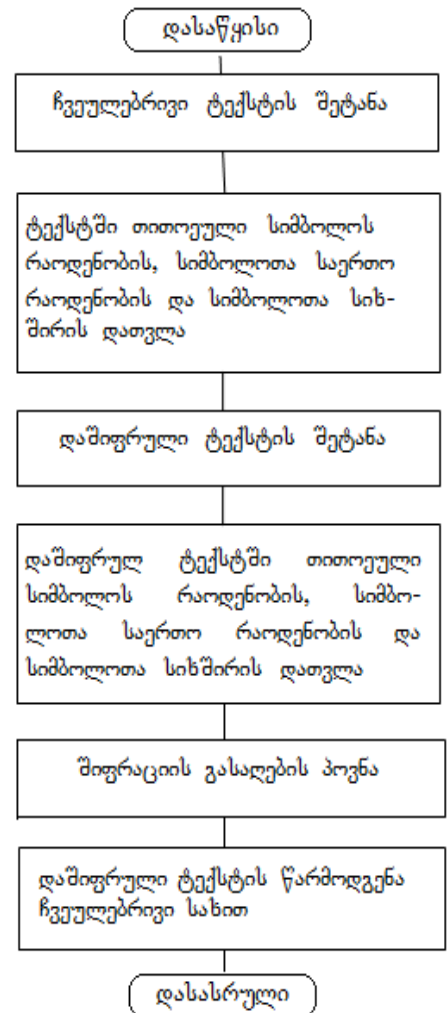 დასაწყისი
ჩვეულებრივი ტექსტის შეტანა
ტექსტში თითოეული სიმბოლოს
რაოდენობის, სიმბოლოთა საერთო
რაოდენობის და სიმბოლოთა სიხ-
შირის დათვლა
დაშიფრული ტექსტის შეტანა
დაშიფრულ ტექსტში თითოეული
სიმბოლოს რაოდენობის, სიმბო-
ლოთა საერთო რაოდენობის და
სიმბოლოთა სიხშირის დათვლა
შიფრაციის გასაღების პოვნა
დაშიფრული ტექსტის წარმოდგენა
ჩვეულებრივი სახით
დასასრული